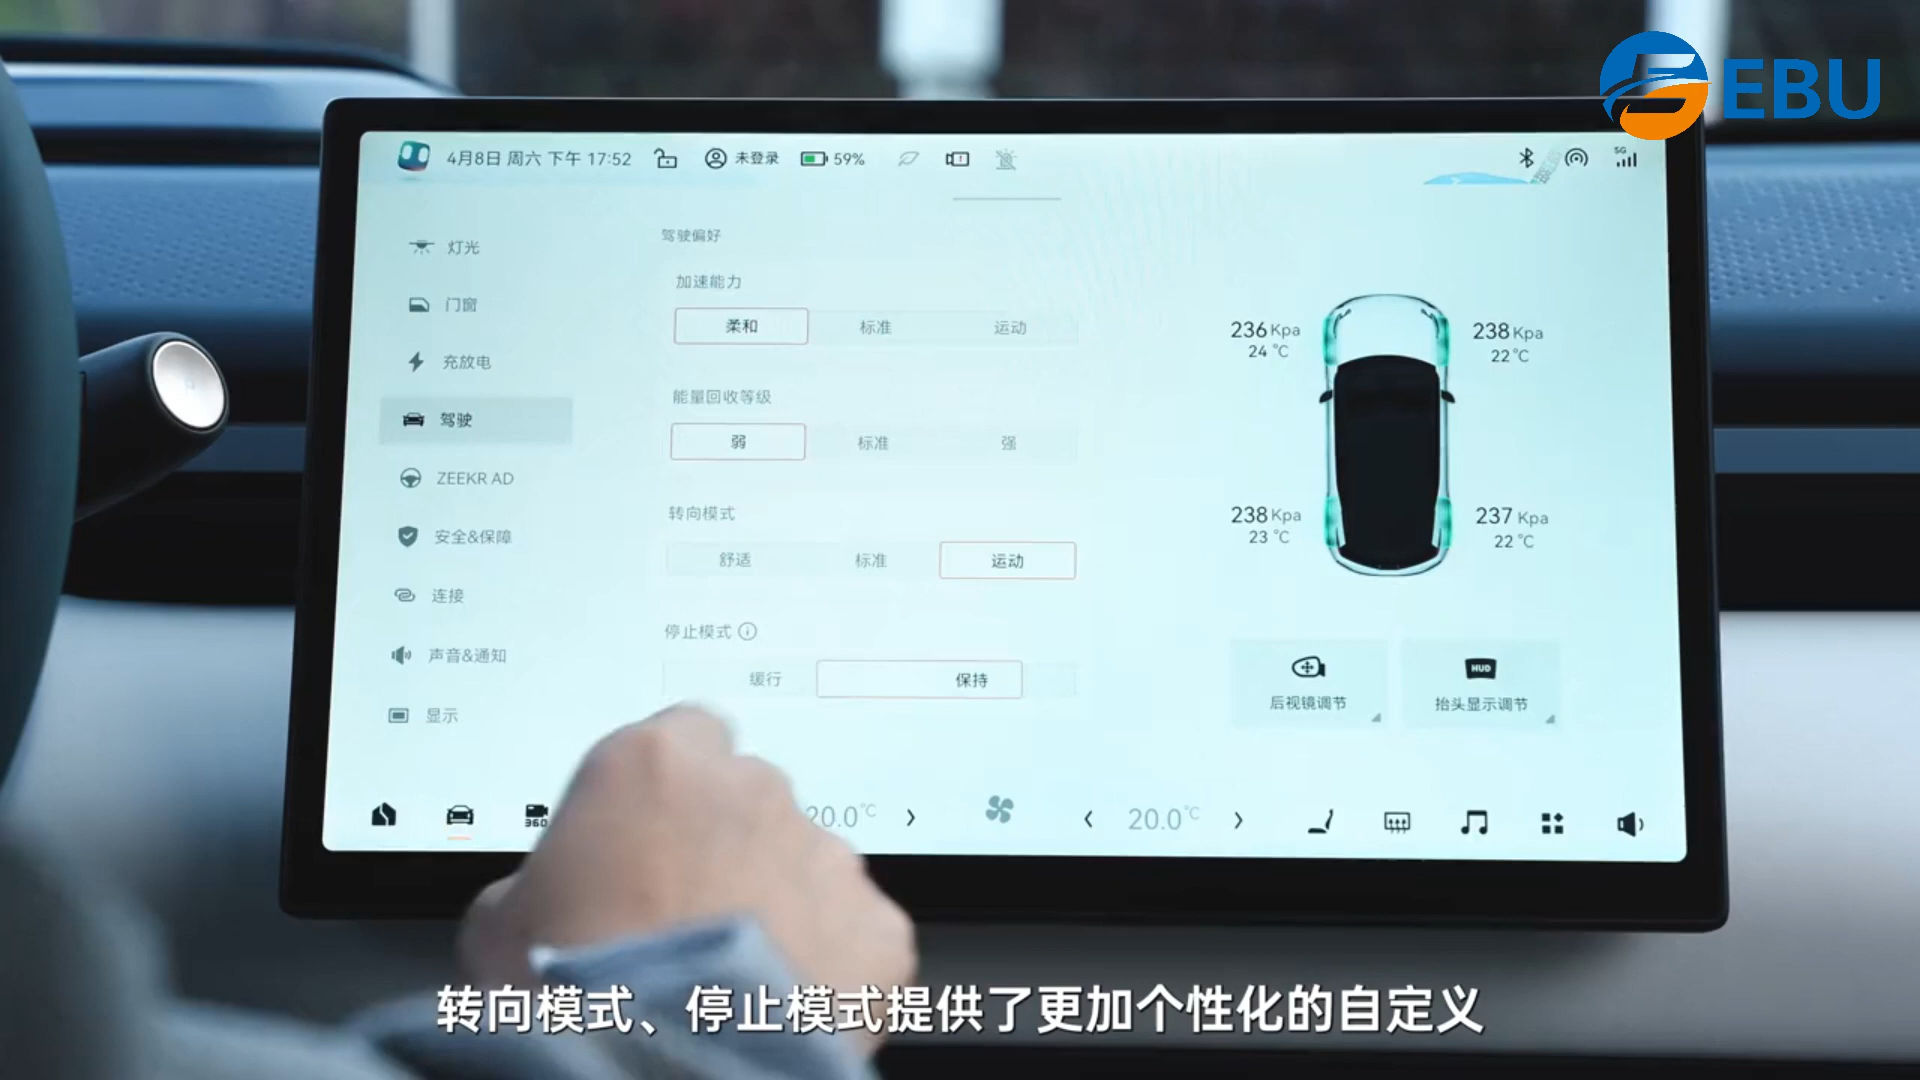 EBU
4月8日 周六 下午 17:52
未登录
59%
5G
灯光
门窗
充放电
驾驶
ZEEKR AD
安全&保障
连接
声音&通知
显示
驾驶偏好
加速能力
柔和 标准 运动
能量回收等级
弱 标准 强
转向模式
舒适 标准 运动
停止模式
缓行 保持
236 Kpa
24 °C
238 Kpa
22 °C
238 Kpa
23 °C
237 Kpa
22 °C
后视镜调节
HUD
抬头显示调节
360
20.0°C
20.0°C
转向模式、停止模式提供了更加个性化的自定义